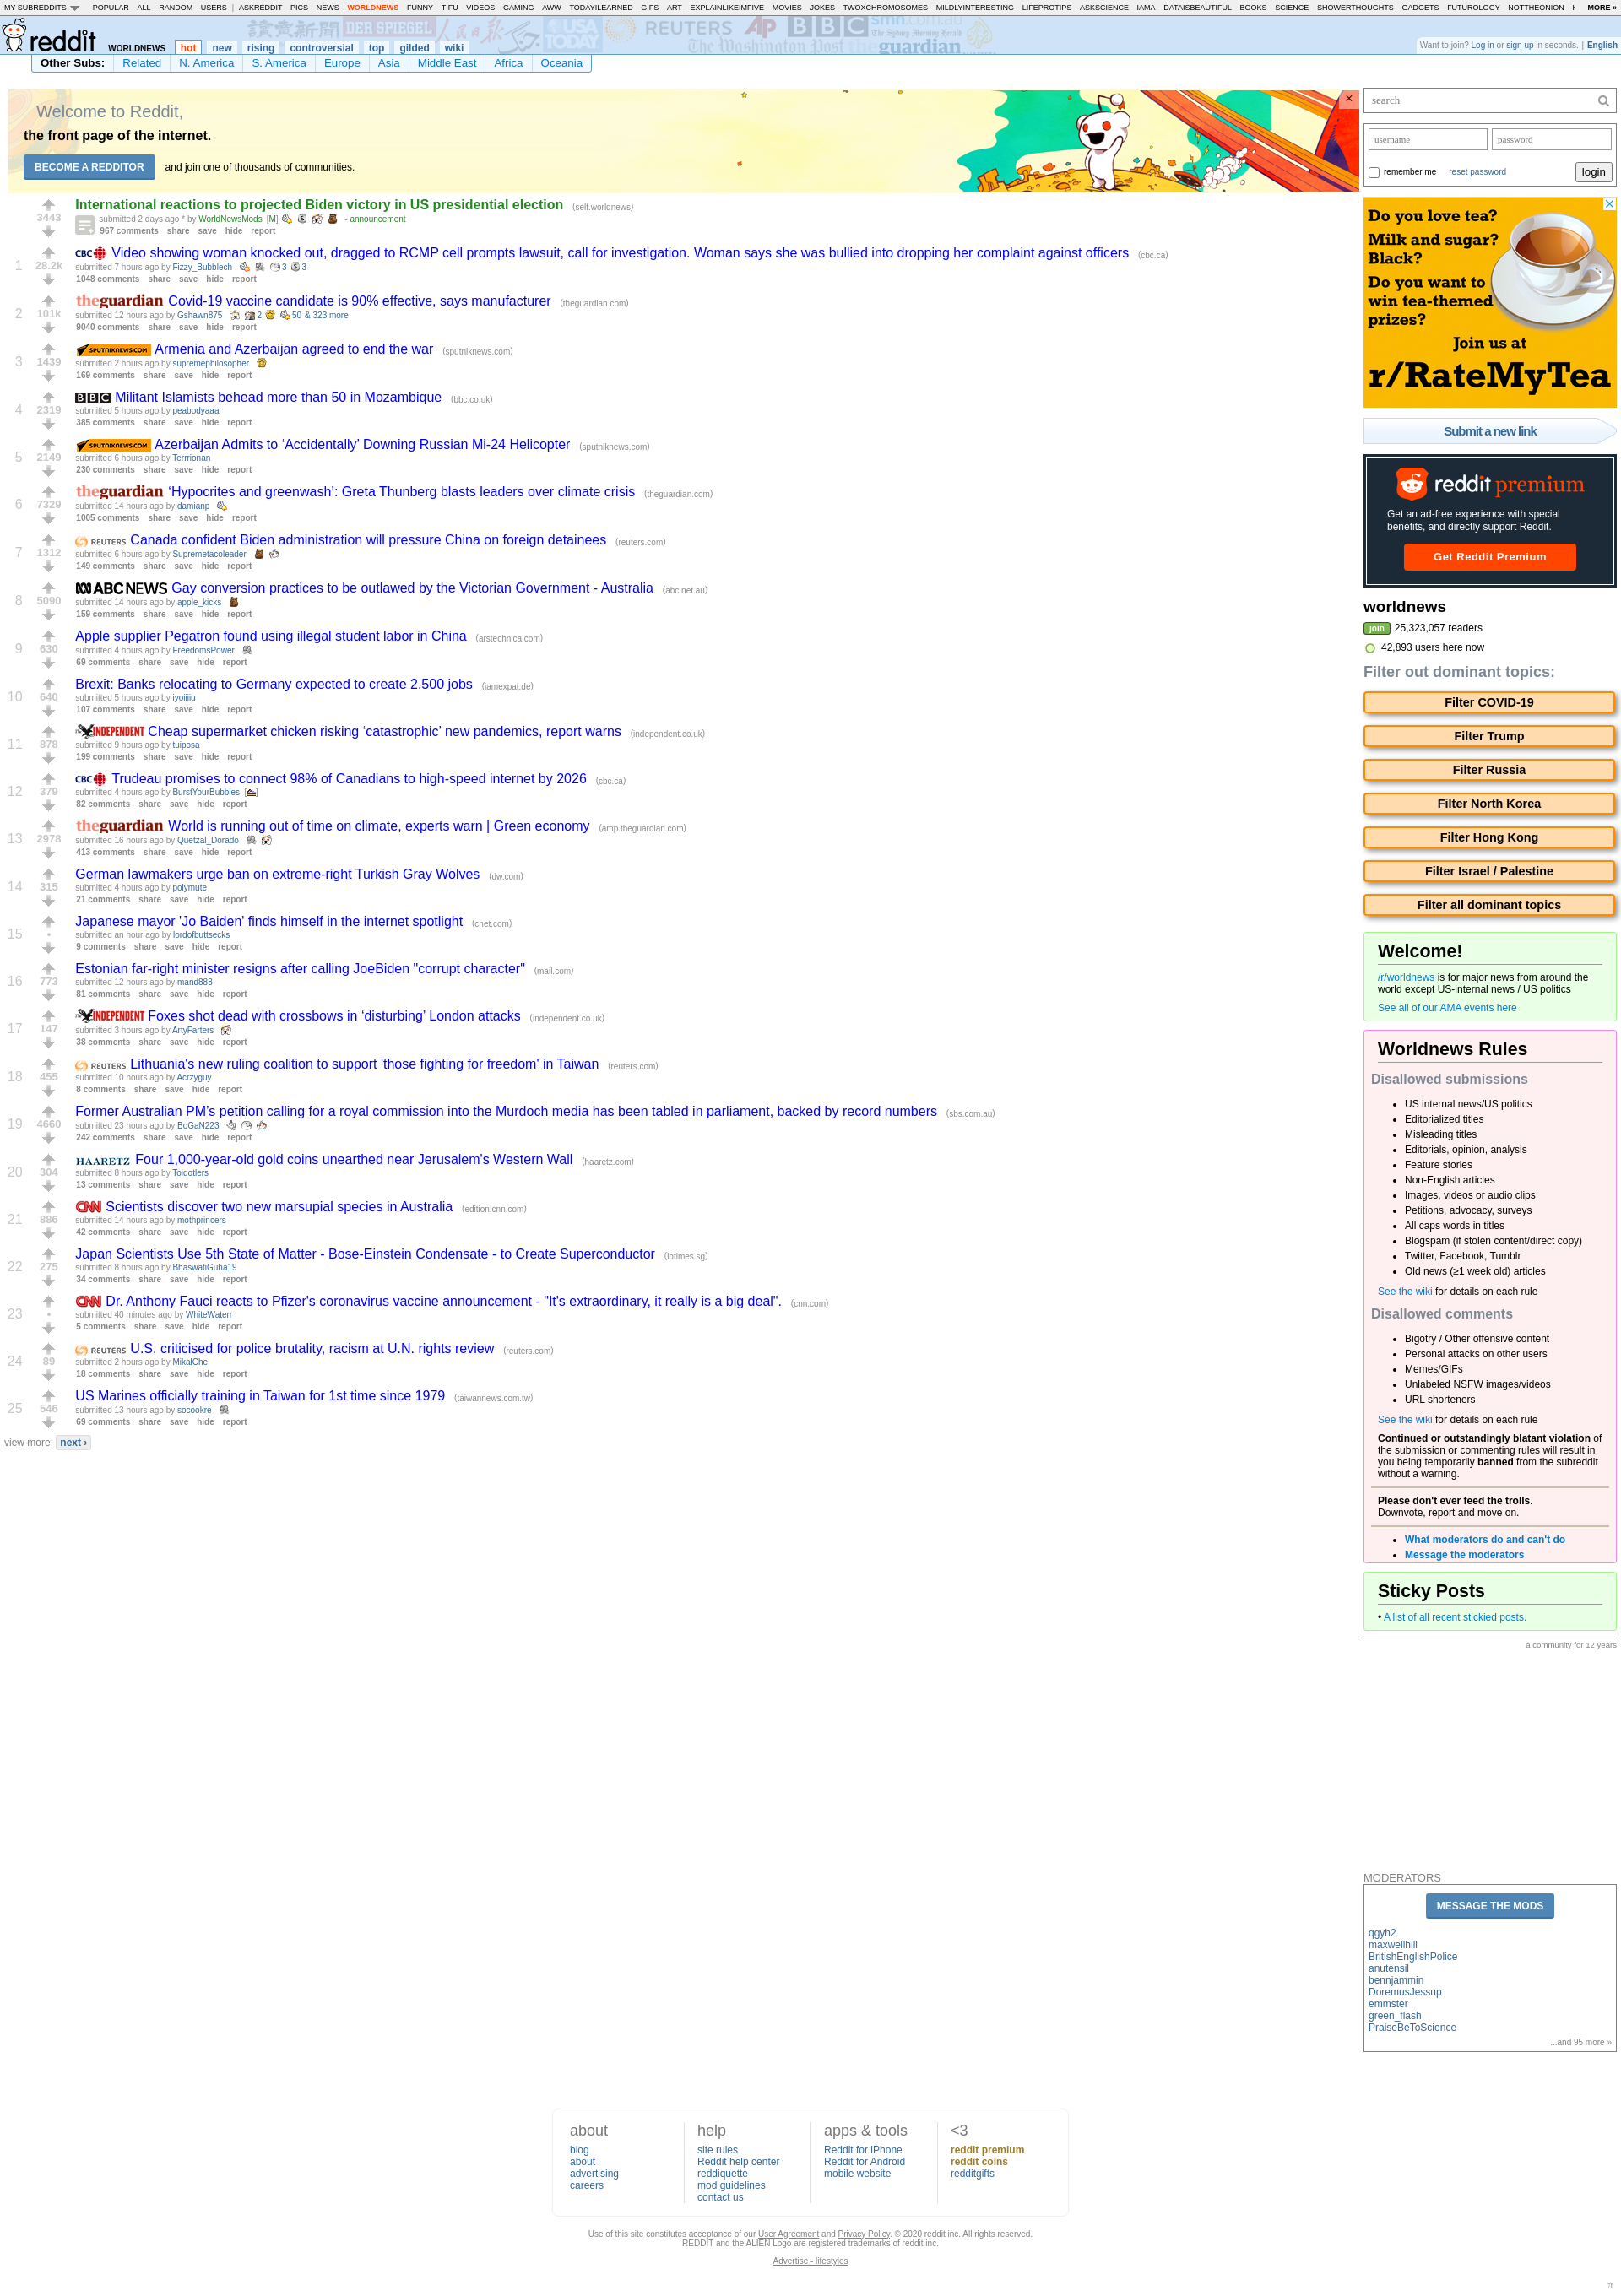 MY SUBREDDITS POPULAR - ALL - RANDOM - USERS | ASKREDDIT - PICS - NEWS - WORLDNEWS - FUNNY - TIFU - VIDEOS - GAMING - AWW - TODAYILEARNED - GIFS - ART - EXPLAINLIKEIMFIVE - MOVIES - JOKES - TWOXCHROMOSOMES - MILDLYINTERESTING - LIFEPROTIPS - ASKSCIENCE - IAMA - DATAISBEAUTIFUL - BOOKS - SCIENCE - SHOWERTHOUGHTS - GADGETS - FUTUROLOGY - NOTTHEONION - MORE »
DER SPIEGEL USA TODAY REUTERS AP BBC smh.com.au The Sydney Morning Herald
The Washington Post theguardian
reddit WORLDNEWS hot new rising controversial top gilded wiki
Want to join? Log in or sign up in seconds. | English
Other Subs: Related N. America S. America Europe Asia Middle East Africa Oceania
Welcome to Reddit,
the front page of the internet.
BECOME A REDDITOR and join one of thousands of communities.
×
3443
International reactions to projected Biden victory in US presidential election (self.worldnews)
submitted 2 days ago * by WorldNewsMods [M] - announcement
967 comments share save hide report
1
28.2k
CBC Video showing woman knocked out, dragged to RCMP cell prompts lawsuit, call for investigation. Woman says she was bullied into dropping her complaint against officers (cbc.ca)
submitted 7 hours ago by Fizzy_Bubblech 3 3
1048 comments share save hide report
2
101k
theguardian Covid-19 vaccine candidate is 90% effective, says manufacturer (theguardian.com)
submitted 12 hours ago by Gshawn875 2 50 & 323 more
9040 comments share save hide report
3
1439
SPUTNIKNEWS.COM Armenia and Azerbaijan agreed to end the war (sputniknews.com)
submitted 2 hours ago by supremephilosopher
169 comments share save hide report
4
2319
BBC Militant Islamists behead more than 50 in Mozambique (bbc.co.uk)
submitted 5 hours ago by peabodyaaa
385 comments share save hide report
5
2149
SPUTNIKNEWS.COM Azerbaijan Admits to ‘Accidentally’ Downing Russian Mi-24 Helicopter (sputniknews.com)
submitted 6 hours ago by Terrrionan
230 comments share save hide report
6
7329
theguardian ‘Hypocrites and greenwash’: Greta Thunberg blasts leaders over climate crisis (theguardian.com)
submitted 14 hours ago by damianp
1005 comments share save hide report
7
1312
REUTERS Canada confident Biden administration will pressure China on foreign detainees (reuters.com)
submitted 6 hours ago by Supremetacoleader
149 comments share save hide report
8
5090
ABC NEWS Gay conversion practices to be outlawed by the Victorian Government - Australia (abc.net.au)
submitted 14 hours ago by apple_kicks
159 comments share save hide report
9
630
Apple supplier Pegatron found using illegal student labor in China (arstechnica.com)
submitted 4 hours ago by FreedomsPower
69 comments share save hide report
10
640
Brexit: Banks relocating to Germany expected to create 2.500 jobs (iamexpat.de)
submitted 5 hours ago by iyoiiiiu
107 comments share save hide report
11
878
INDEPENDENT Cheap supermarket chicken risking ‘catastrophic’ new pandemics, report warns (independent.co.uk)
submitted 9 hours ago by tuiposa
199 comments share save hide report
12
379
CBC Trudeau promises to connect 98% of Canadians to high-speed internet by 2026 (cbc.ca)
submitted 4 hours ago by BurstYourBubbles
82 comments share save hide report
13
2978
theguardian World is running out of time on climate, experts warn | Green economy (amp.theguardian.com)
submitted 16 hours ago by Quetzal_Dorado
413 comments share save hide report
14
315
German lawmakers urge ban on extreme-right Turkish Gray Wolves (dw.com)
submitted 4 hours ago by polymute
21 comments share save hide report
15
•
Japanese mayor 'Jo Baiden' finds himself in the internet spotlight (cnet.com)
submitted an hour ago by lordofbuttsecks
9 comments share save hide report
16
773
Estonian far-right minister resigns after calling JoeBiden "corrupt character" (mail.com)
submitted 12 hours ago by mand888
81 comments share save hide report
17
147
INDEPENDENT Foxes shot dead with crossbows in ‘disturbing’ London attacks (independent.co.uk)
submitted 3 hours ago by ArtyFarters
38 comments share save hide report
18
455
REUTERS Lithuania's new ruling coalition to support 'those fighting for freedom' in Taiwan (reuters.com)
submitted 10 hours ago by Acrzyguy
8 comments share save hide report
19
4660
Former Australian PM’s petition calling for a royal commission into the Murdoch media has been tabled in parliament, backed by record numbers (sbs.com.au)
submitted 23 hours ago by BoGaN223
242 comments share save hide report
20
304
HAARETZ Four 1,000-year-old gold coins unearthed near Jerusalem's Western Wall (haaretz.com)
submitted 8 hours ago by Toidotlers
13 comments share save hide report
21
886
CNN Scientists discover two new marsupial species in Australia (edition.cnn.com)
submitted 14 hours ago by mothprincers
42 comments share save hide report
22
275
Japan Scientists Use 5th State of Matter - Bose-Einstein Condensate - to Create Superconductor (ibtimes.sg)
submitted 8 hours ago by BhaswatiGuha19
34 comments share save hide report
23
•
CNN Dr. Anthony Fauci reacts to Pfizer's coronavirus vaccine announcement - "It's extraordinary, it really is a big deal". (cnn.com)
submitted 40 minutes ago by WhiteWaterr
5 comments share save hide report
24
89
REUTERS U.S. criticised for police brutality, racism at U.N. rights review (reuters.com)
submitted 2 hours ago by MikalChe
18 comments share save hide report
25
546
US Marines officially training in Taiwan for 1st time since 1979 (taiwannews.com.tw)
submitted 13 hours ago by socookre
69 comments share save hide report
view more: next ›
search
username password
remember me reset password login
Do you love tea?
Milk and sugar?
Black?
Do you want to
win tea-themed
prizes?
Join us at
r/RateMyTea
Submit a new link
reddit premium
Get an ad-free experience with special
benefits, and directly support Reddit.
Get Reddit Premium
worldnews
join 25,323,057 readers
42,893 users here now
Filter out dominant topics:
Filter COVID-19
Filter Trump
Filter Russia
Filter North Korea
Filter Hong Kong
Filter Israel / Palestine
Filter all dominant topics
Welcome!
/r/worldnews is for major news from around the
world except US-internal news / US politics
See all of our AMA events here
Worldnews Rules
Disallowed submissions
• US internal news/US politics
• Editorialized titles
• Misleading titles
• Editorials, opinion, analysis
• Feature stories
• Non-English articles
• Images, videos or audio clips
• Petitions, advocacy, surveys
• All caps words in titles
• Blogspam (if stolen content/direct copy)
• Twitter, Facebook, Tumblr
• Old news (≥1 week old) articles
See the wiki for details on each rule
Disallowed comments
• Bigotry / Other offensive content
• Personal attacks on other users
• Memes/GIFs
• Unlabeled NSFW images/videos
• URL shorteners
See the wiki for details on each rule
Continued or outstandingly blatant violation of
the submission or commenting rules will result in
you being temporarily banned from the subreddit
without a warning.
Please don't ever feed the trolls.
Downvote, report and move on.
• What moderators do and can't do
• Message the moderators
Sticky Posts
• A list of all recent stickied posts.
a community for 12 years
MODERATORS
MESSAGE THE MODS
qgyh2
maxwellhill
BritishEnglishPolice
anutensil
bennjammin
DoremusJessup
emmster
green_flash
PraiseBeToScience
...and 95 more »
about
blog
about
advertising
careers
help
site rules
Reddit help center
reddiquette
mod guidelines
contact us
apps & tools
Reddit for iPhone
Reddit for Android
mobile website
<3
reddit premium
reddit coins
redditgifts
Use of this site constitutes acceptance of our User Agreement and Privacy Policy. © 2020 reddit inc. All rights reserved.
REDDIT and the ALIEN Logo are registered trademarks of reddit inc.
Advertise - lifestyles
π